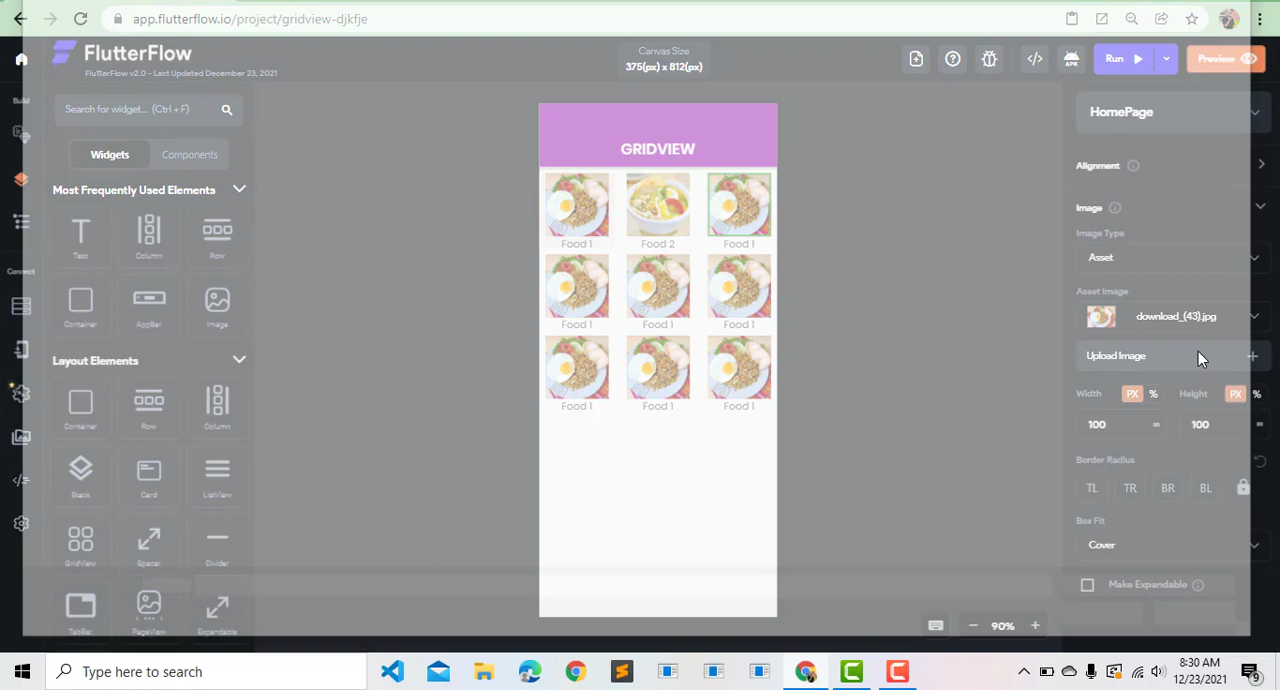 app.flutterflow.io/project/gridview-djkfje
FlutterFlow
FlutterFlow v2.0 - Last Updated December 23, 2021
Canvas Size
375(px) x 812(px)
APK
Run
Preview
Build
Search for widget... (Ctrl + F)
Widgets
Components
Most Frequently Used Elements
Text
Column
Row
Container
AppBar
Image
Connect
Layout Elements
Container
Row
Column
Stack
Card
ListView
GridView
Spacer
Divider
TabBar
PageView
Expandable
GRIDVIEW
Food 1
Food 2
Food 1
Food 1
Food 1
Food 1
Food 1
Food 1
Food 1
90%
HomePage
Alignment
Image
Image Type
Asset
Asset Image
download_(43).jpg
Upload Image
Width PX % Height PX %
100 ∞ 100 ∞
Border Radius
TL TR BR BL
Box Fit
Cover
Make Expandable
Type here to search
8:30 AM
12/23/2021
9